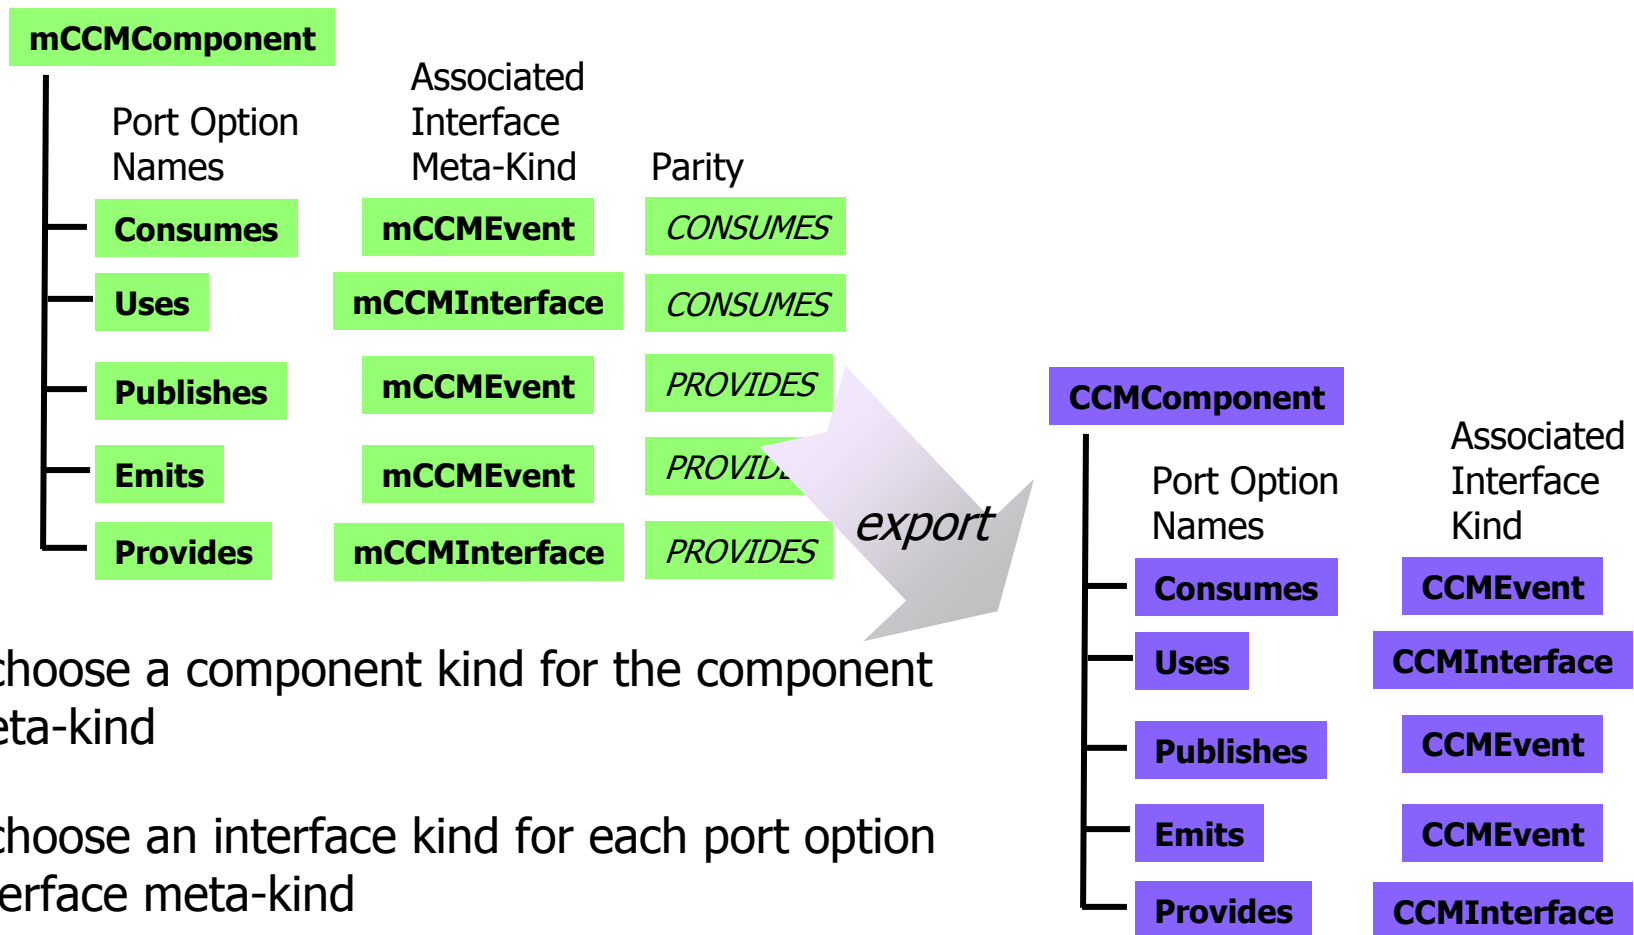 mCCMComponent
Port Option
Names
Associated
Interface
Meta-Kind
Parity
Consumes mCCMEvent CONSUMES
Uses mCCMInterface CONSUMES
Publishes mCCMEvent PROVIDES
Emits mCCMEvent
Provides mCCMInterface PROVIDES
export
choose a component kind for the component
eta-kind
choose an interface kind for each port option
erface meta-kind
CCMComponent
Port Option
Names
Associated
Interface
Kind
Consumes CCMEvent
Uses CCMInterface
Publishes CCMEvent
Emits CCMEvent
Provides CCMInterface